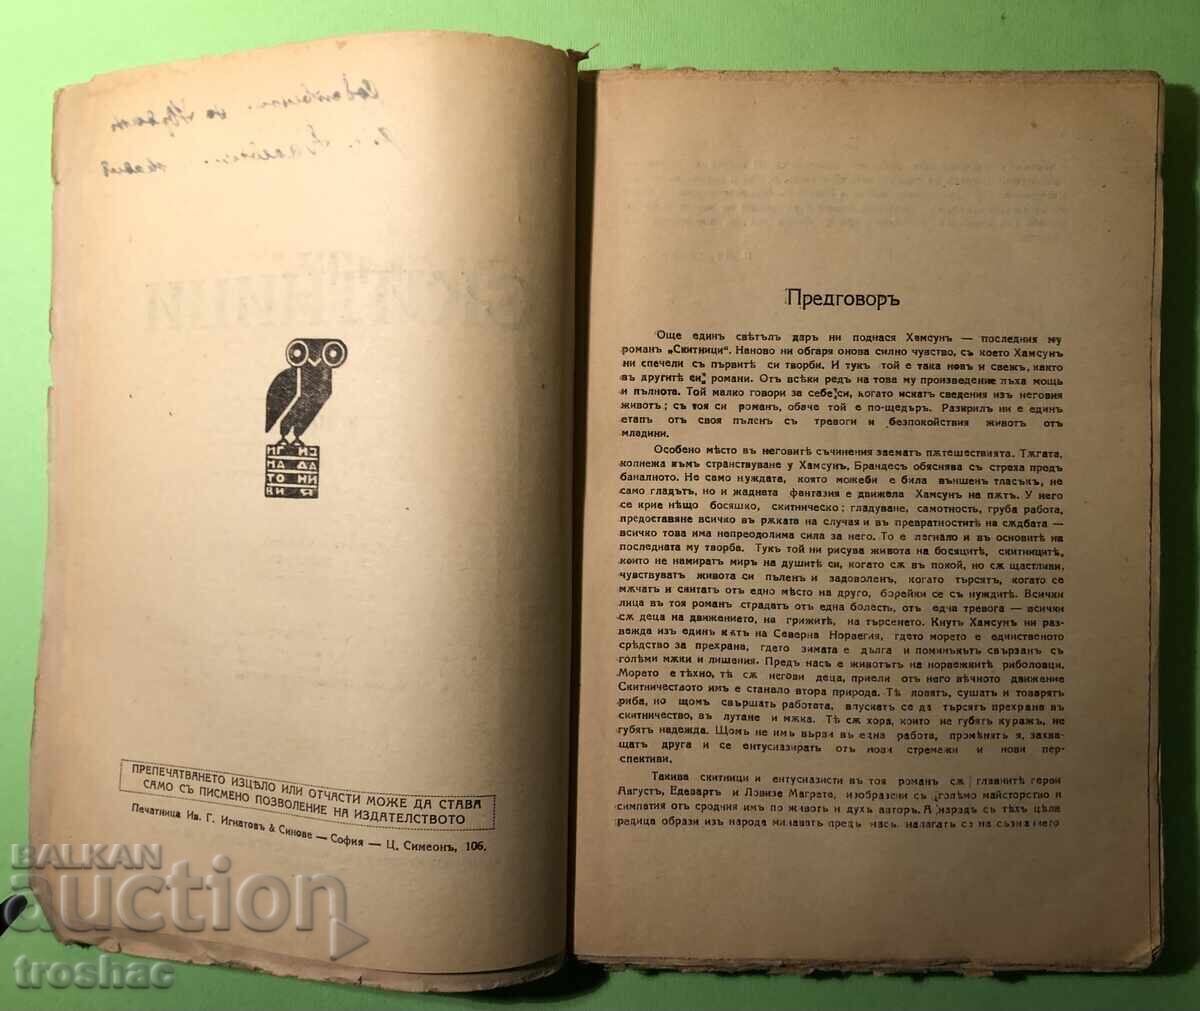 СКИТНИЦИ
ПРЕПЕЧАТВАНЕТО ИЗЦѢЛО ИЛИ ОТЧАСТИ МОЖЕ ДА СТАВА
САМО СЪ ПИСМЕНО ПОЗВОЛЕНИЕ НА ИЗДАТЕЛСТВОТО
Печатница Ив. Г. Игнатовъ & Синове — София — Ц. Симеонъ, 106.
Предговоръ
Още единъ свѣтълъ даръ ни поднася Хамсунъ — последния му
романъ „Скитници“. Наново ни обгаря онова силно чувство, съ което Хамсунъ
ни спечели съ първитѣ си творби. И тукъ той е така новъ и свежъ, както
въ другитѣ си романи. Отъ всѣки редъ на това му произведение лъха мощь
и пълнота. Той малко говори за себе си, когато искатъ сведения изъ неговия
животъ; съ тоя си романъ, обаче той е по-щедъръ. Разкрилъ ни е единъ
етапъ отъ своя пъленъ съ тревоги и безпокойствия животъ отъ
младини.
Особено мѣсто въ неговитѣ съчинения заематъ пѫтешествията. Тѫгата,
копнежа къмъ странствуване у Хамсунъ, Брандесъ обяснява съ страха предъ
баналното. Не само нуждата, която можеби е била външенъ тласъкъ, не
само гладътъ, но и жаднета фантазия е движела Хамсунъ на пѫть. У него
се крие нѣщо босяшко, скитническо; гладуване, самотность, груба работа,
предоставяне всичко въ рѫката на случая и въ превратноститѣ на сѫдбата —
всичко това има непреодолима сила за него. То е легнало и въ основитѣ на
последната му творба. Тукъ той ни рисува живота на босяцитѣ, скитницитѣ,
които не намиратъ миръ на душитѣ си, когато сѫ въ покой, но сѫ щастливи,
чувствуватъ живота си пъленъ и задоволенъ, когато търсятъ, когато се
мѫчатъ и скитатъ отъ едно мѣсто на друго, борейки се съ нуждитѣ. Всички
лица въ тоя романъ страдатъ отъ една болесть, отъ една тревога — всички
сѫ деца на движението, на грижитѣ, на търсенето. Кнутъ Хамсунъ ни раз-
вежда изъ единъ кѫтъ на Северна Норвегия, гдето морето е единственото
срѣдство за прехрана, гдето зимата е дълга и поминъкътъ свързанъ съ
голѣми мѫки и лишения. Предъ насъ е животътъ на норвежкитѣ риболовци.
Морето е тѣхно, тѣ сѫ негови деца, приели отъ него вѣчното движение
Скитничеството имъ е станало втора природа. Тѣ ловятъ, сушатъ и товарятъ
риба, но щомъ свършатъ работата, впускатъ се да търсятъ прехрана въ
скитничество, въ лутане и мѫка. Тѣ сѫ хора, които не губятъ куражъ, не
губятъ надежда. Щомъ не имъ върви въ една работа, промѣнятъ я, захва-
щатъ друга и се ентусиазиратъ отъ нови стремежи и нови пер-
спективи.
Такива скитници и ентусиазисти въ тоя романъ сѫ главнитѣ герои
Августъ, Едевартъ и Ловизе Магрете, изобразени съ голѣмо майсторство и
симпатия отъ сродния имъ по животъ и духъ авторъ. А наредъ съ тѣхъ цѣла
редица образи изъ народа минаватъ предъ насъ, налагатъ се на съзнанието
BALKAN
auction
troshac